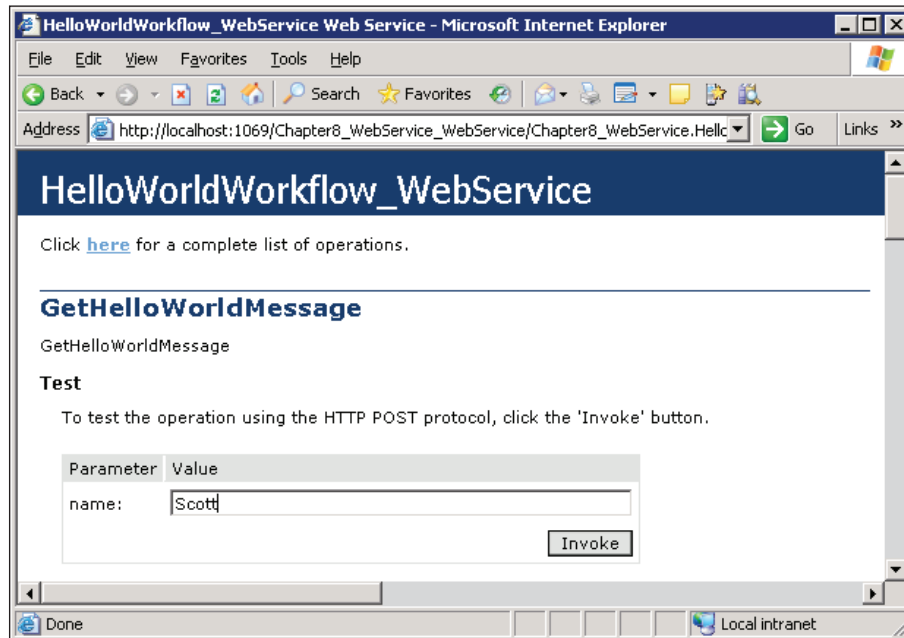 HelloWorldWorkflow_WebService Web Service - Microsoft Internet Explorer
File Edit View Favorites Tools Help
Back Search Favorites
Address http://localhost:1069/Chapter8_WebService_WebService/Chapter8_WebService.Hellc Go Links »
HelloWorldWorkflow_WebService
Click here for a complete list of operations.
GetHelloWorldMessage
GetHelloWorldMessage
Test
To test the operation using the HTTP POST protocol, click the 'Invoke' button.
Parameter Value
name: Scott
Invoke
Done Local intranet